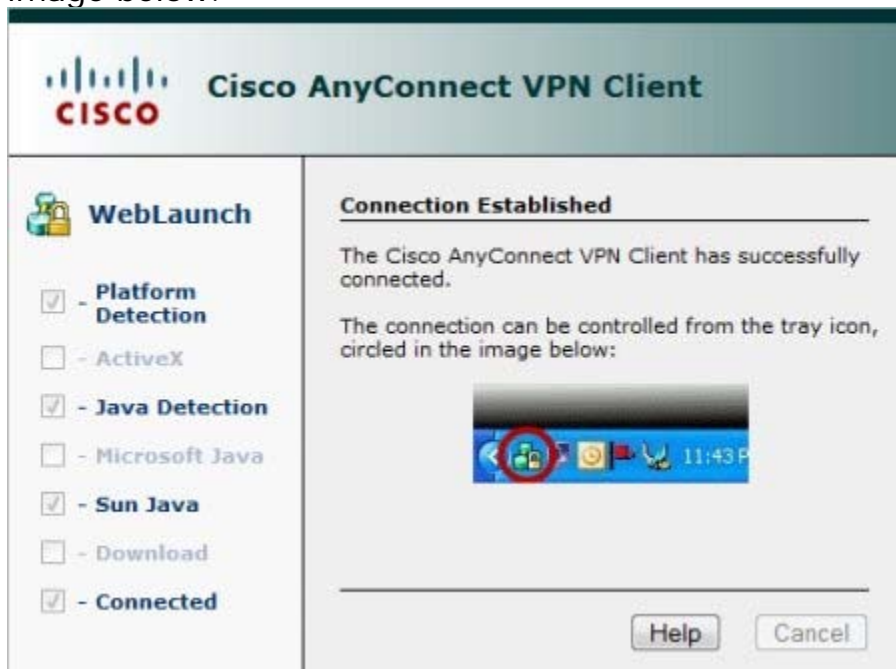 image below.
CISCO
Cisco AnyConnect VPN Client
WebLaunch
- Platform
Detection
- ActiveX
- Java Detection
- Microsoft Java
- Sun Java
- Download
- Connected
Connection Established
The Cisco AnyConnect VPN Client has successfully
connected.
The connection can be controlled from the tray icon,
circled in the image below:
11:43 P
Help
Cancel